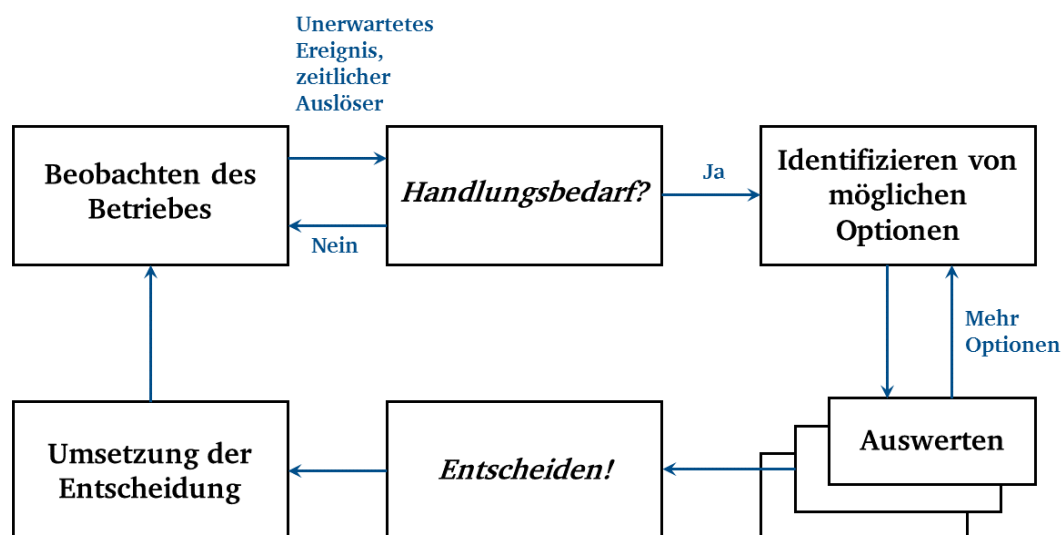 Unerwartetes
Ereignis,
zeitlicher
Auslöser
Beobachten des
Betriebes
Handlungsbedarf?
Ja
Identifizieren von
möglichen
Optionen
Nein
Mehr
Optionen
Umsetzung der
Entscheidung
Entscheiden!
Auswerten